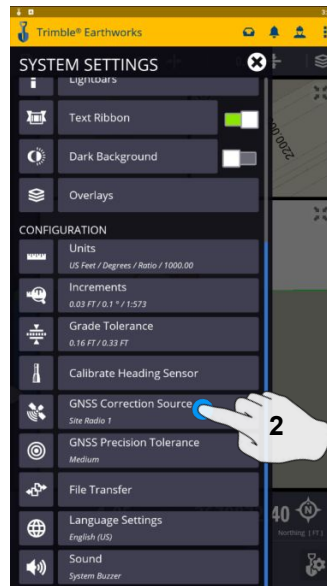 Trimble® Earthworks
SYSTEM SETTINGS
Lightbars
Text Ribbon
2200.00
Dark Background
Overlays
CONFIGURATION
Units
US Feet / Degrees / Ratio / 1000.00
Increments
0.03 FT / 0.1 ° / 1:573
Grade Tolerance
0.16 FT / 0.33 FT
Calibrate Heading Sensor
GNSS Correction Source
Site Radio 1
2
GNSS Precision Tolerance
Medium
File Transfer
40 N
Language Settings
English (US)
Northing (FT)
Sound
System Buzzer